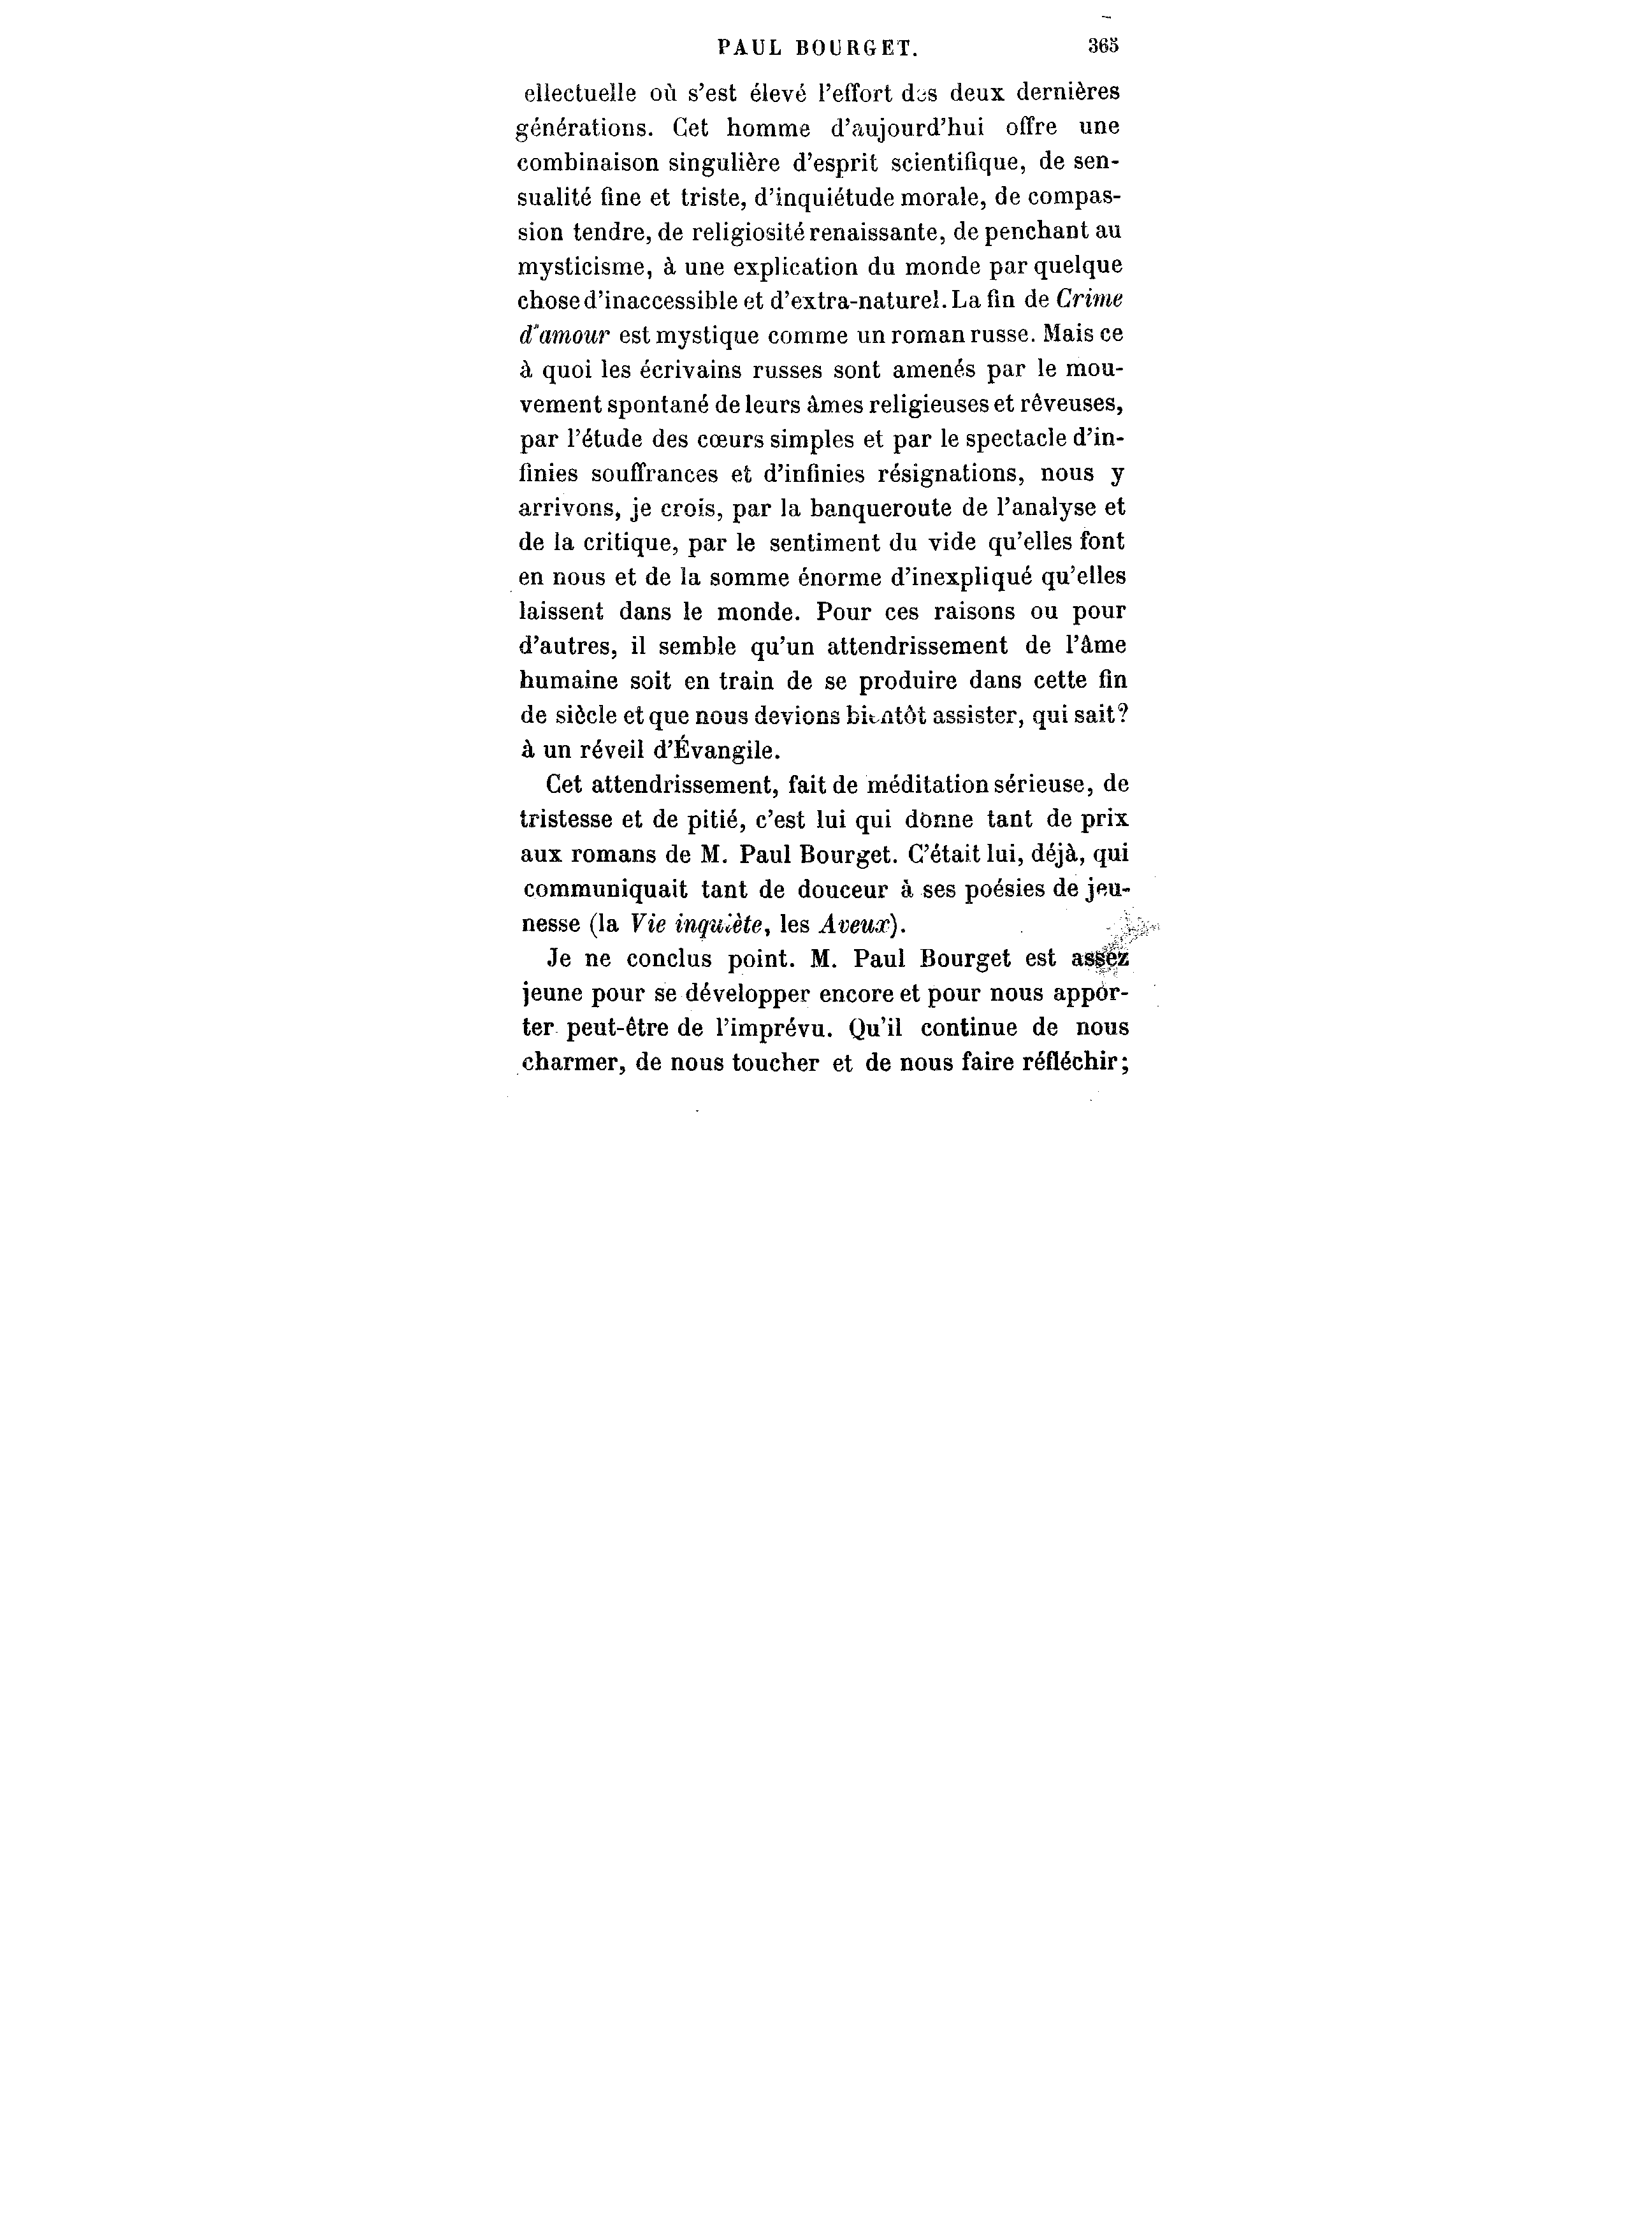 PAUL BOURGET. 365
ellectuelle où s'est élevé l'effort des deux dernières
générations. Cet homme d'aujourd'hui offre une
combinaison singulière d'esprit scientifique, de sen-
sualité fine et triste, d'inquiétude morale, de compas-
sion tendre, de religiosité renaissante, de penchant au
mysticisme, à une explication du monde par quelque
chose d'inaccessible et d'extra-naturel. La fin de Crime
d'amour est mystique comme un roman russe. Mais ce
à quoi les écrivains russes sont amenés par le mou-
vement spontané de leurs âmes religieuses et rêveuses,
par l'étude des cœurs simples et par le spectacle d'in-
finies souffrances et d'infinies résignations, nous y
arrivons, je crois, par la banqueroute de l'analyse et
de la critique, par le sentiment du vide qu'elles font
en nous et de la somme énorme d'inexpliqué qu'elles
laissent dans le monde. Pour ces raisons ou pour
d'autres, il semble qu'un attendrissement de l'âme
humaine soit en train de se produire dans cette fin
de siècle et que nous devions bientôt assister, qui sait?
à un réveil d'Évangile.
Cet attendrissement, fait de méditation sérieuse, de
tristesse et de pitié, c'est lui qui donne tant de prix
aux romans de M. Paul Bourget. C'était lui, déjà, qui
communiquait tant de douceur à ses poésies de jeu-
nesse (la Vie inquiète, les Aveux).
Je ne conclus point. M. Paul Bourget est assez
jeune pour se développer encore et pour nous appor-
ter peut-être de l'imprévu. Qu'il continue de nous
charmer, de nous toucher et de nous faire réfléchir;